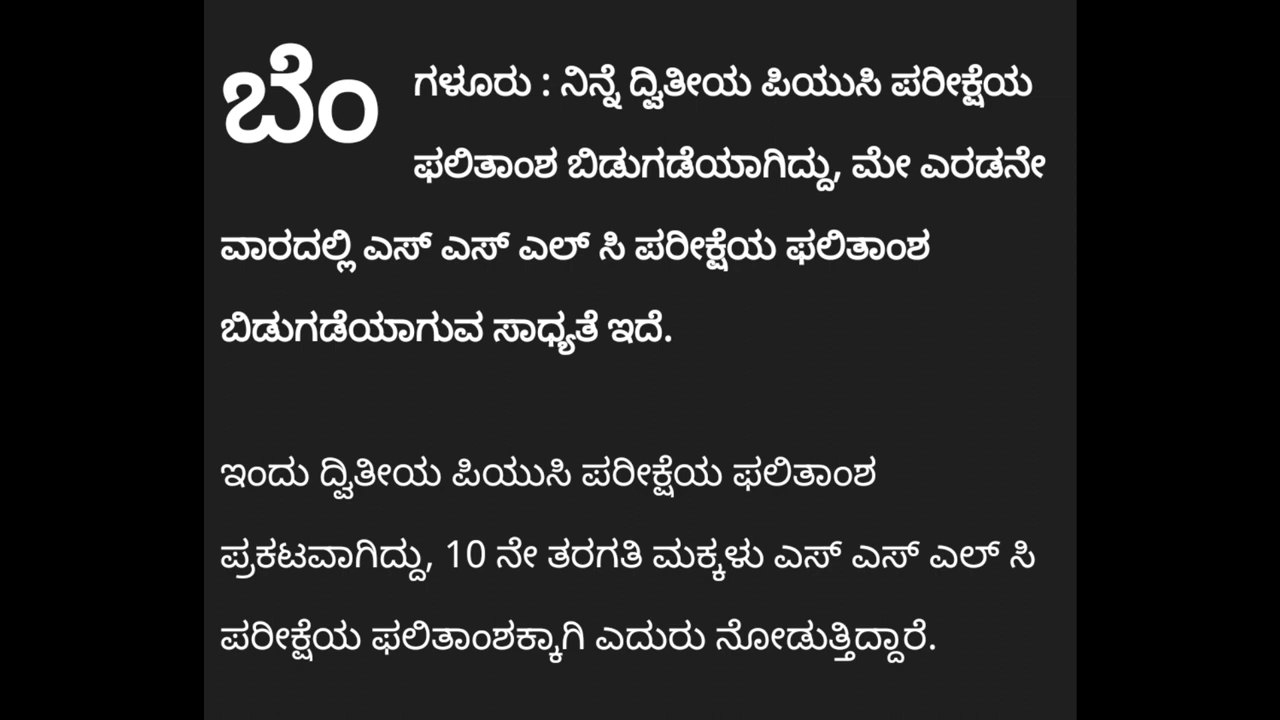 ಬೆಂಗಳೂರು : ನಿನ್ನೆ ದ್ವಿತೀಯ ಪಿಯುಸಿ ಪರೀಕ್ಷೆಯ
ಫಲಿತಾಂಶ ಬಿಡುಗಡೆಯಾಗಿದ್ದು, ಮೇ ಎರಡನೇ
ವಾರದಲ್ಲಿ ಎಸ್ ಎಸ್ ಎಲ್ ಸಿ ಪರೀಕ್ಷೆಯ ಫಲಿತಾಂಶ
ಬಿಡುಗಡೆಯಾಗುವ ಸಾಧ್ಯತೆ ಇದೆ.
ಇಂದು ದ್ವಿತೀಯ ಪಿಯುಸಿ ಪರೀಕ್ಷೆಯ ಫಲಿತಾಂಶ
ಪ್ರಕಟವಾಗಿದ್ದು, 10 ನೇ ತರಗತಿ ಮಕ್ಕಳು ಎಸ್ ಎಸ್ ಎಲ್ ಸಿ
ಪರೀಕ್ಷೆಯ ಫಲಿತಾಂಶಕ್ಕಾಗಿ ಎದುರು ನೋಡುತ್ತಿದ್ದಾರೆ.